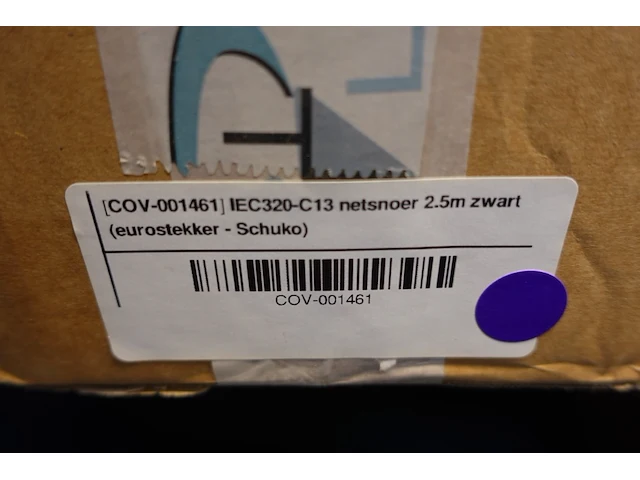 [COV-001461] IEC320-C13 netsnoer 2.5m zwart
(eurostekker - Schuko)
COV-001461